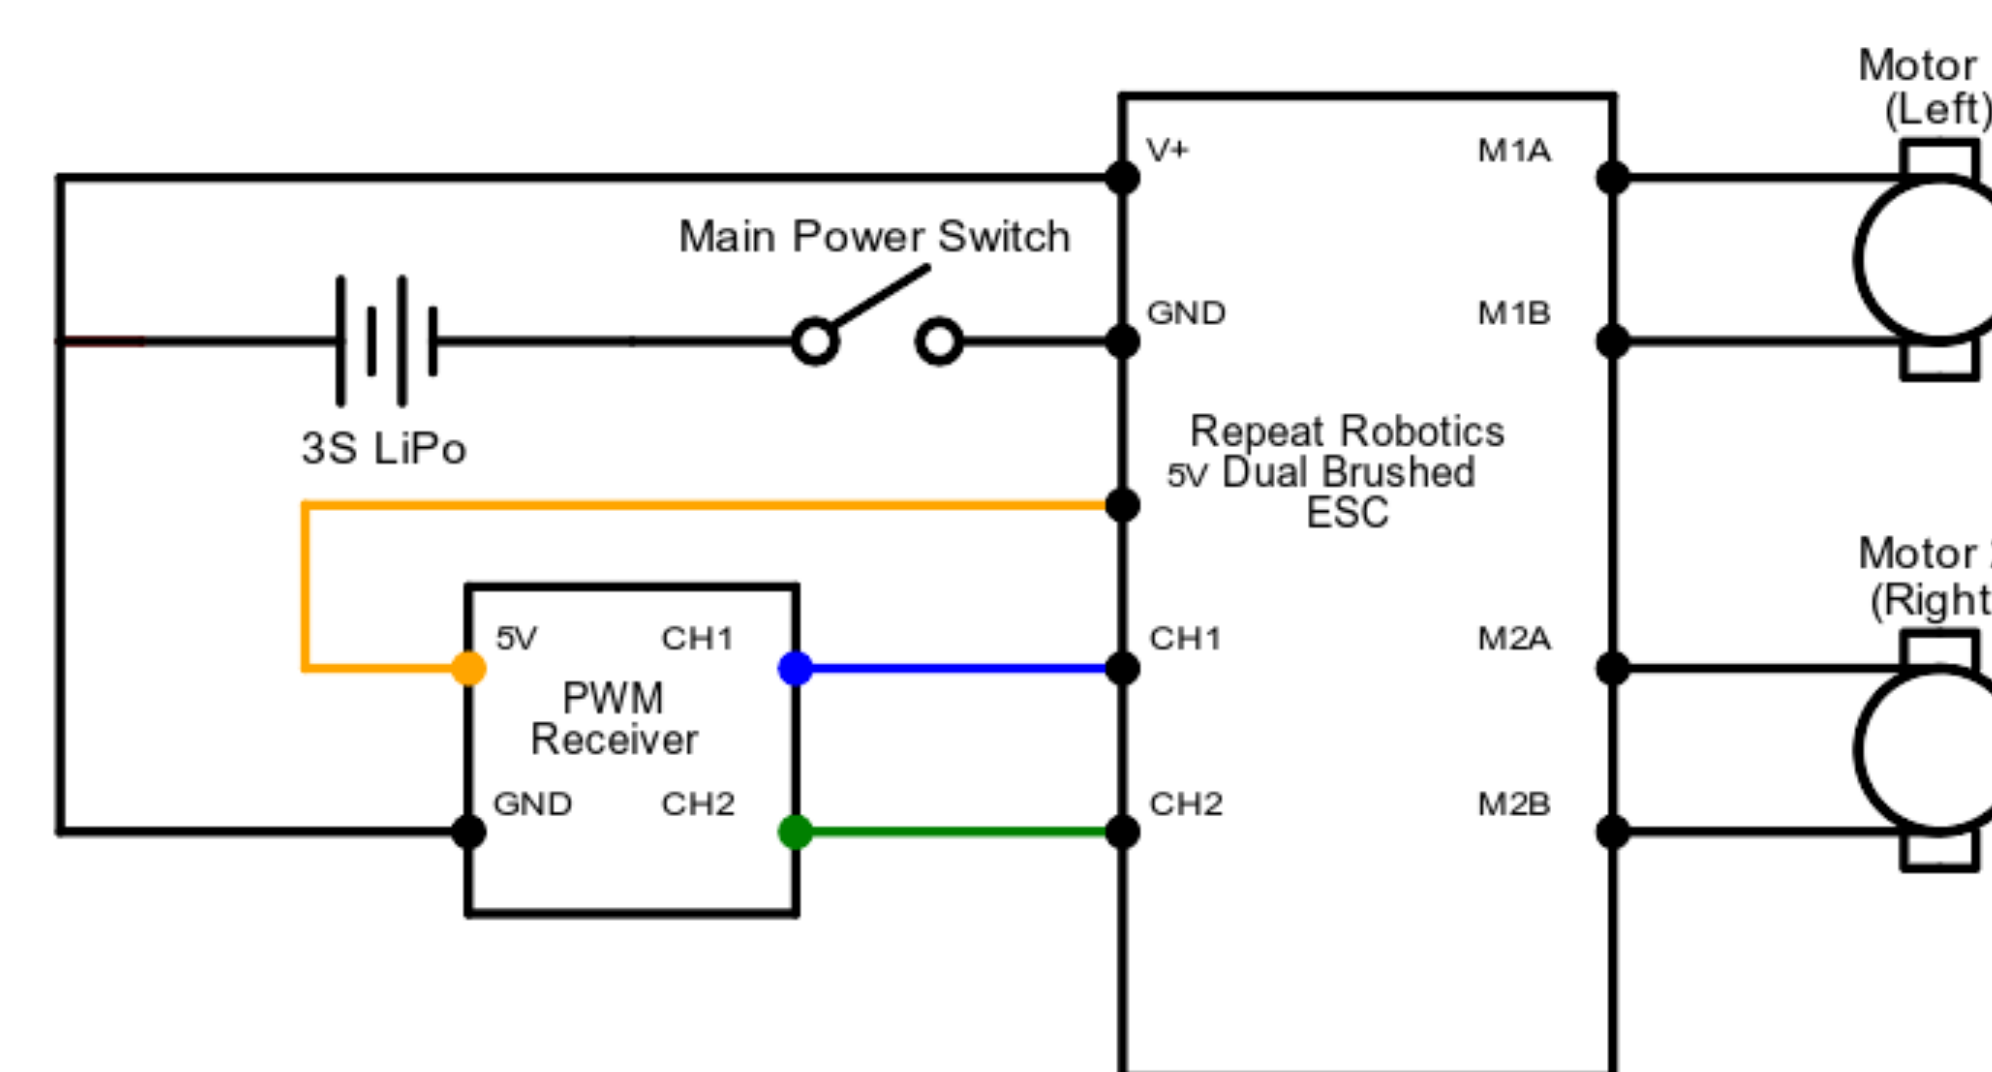 Motor
(Left)
V+
M1A
Main Power Switch
GND
M1B
3S LiPo
Repeat Robotics
5V Dual Brushed
ESC
Motor
(Right
5V
CH1
CH1
M2A
PWM
Receiver
GND
CH2
CH2
M2B